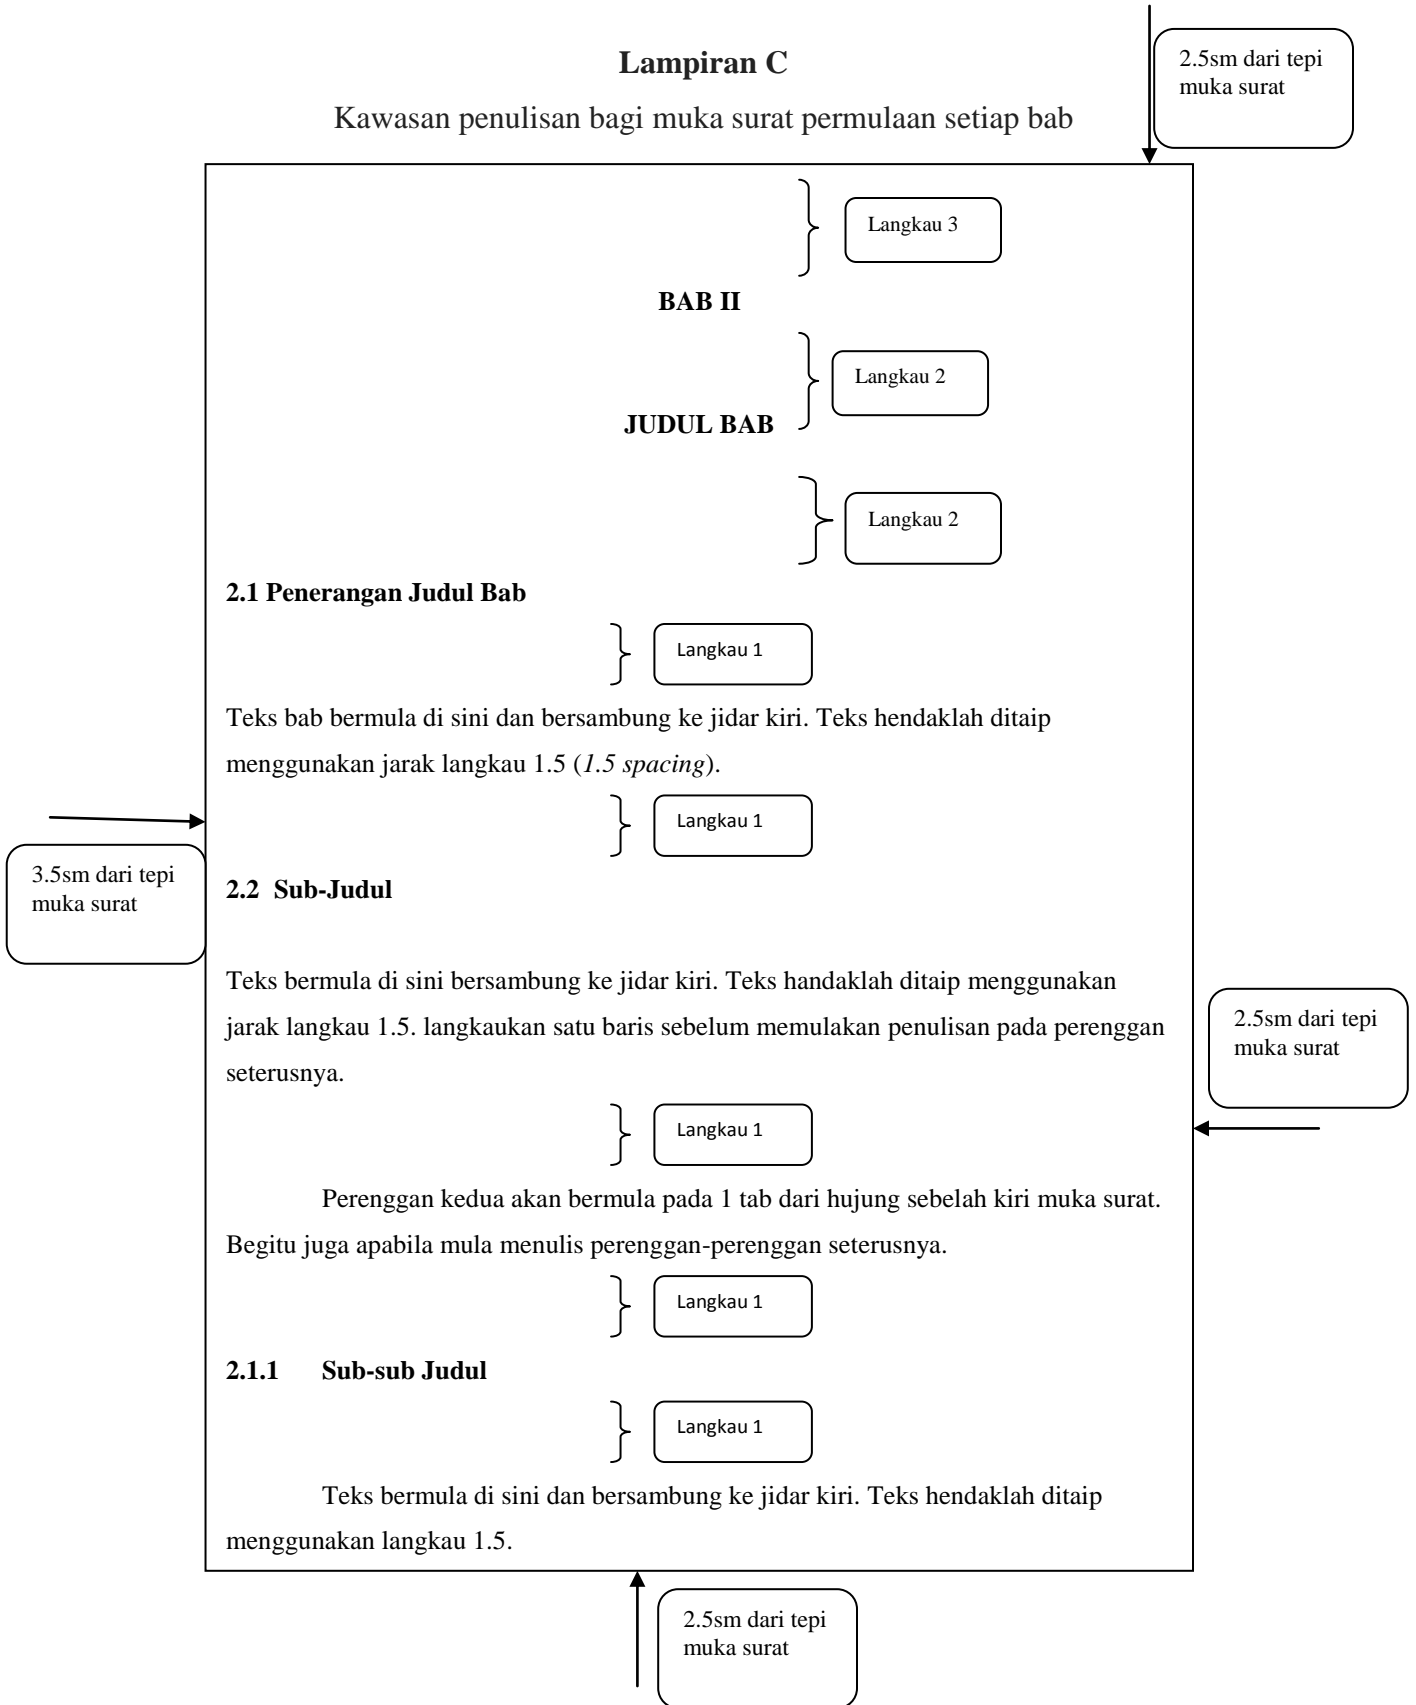 2.5sm dari tepi
muka surat
Lampiran C
Kawasan penulisan bagi muka surat permulaan setiap bab
Langkau 3
BAB II
Langkau 2
JUDUL BAB
Langkau 2
2.1 Penerangan Judul Bab
Langkau 1
Teks bab bermula di sini dan bersambung ke jidar kiri. Teks hendaklah ditaip
menggunakan jarak langkau 1.5 (1.5 spacing).
Langkau 1
3.5sm dari tepi
muka surat
2.2 Sub-Judul
Teks bermula di sini bersambung ke jidar kiri. Teks handaklah ditaip menggunakan
jarak langkau 1.5. langkaukan satu baris sebelum memulakan penulisan pada perenggan
seterusnya.
2.5sm dari tepi
muka surat
Langkau 1
Perenggan kedua akan bermula pada 1 tab dari hujung sebelah kiri muka surat.
Begitu juga apabila mula menulis perenggan-perenggan seterusnya.
Langkau 1
2.1.1 Sub-sub Judul
Langkau 1
Teks bermula di sini dan bersambung ke jidar kiri. Teks hendaklah ditaip
menggunakan langkau 1.5.
2.5sm dari tepi
muka surat